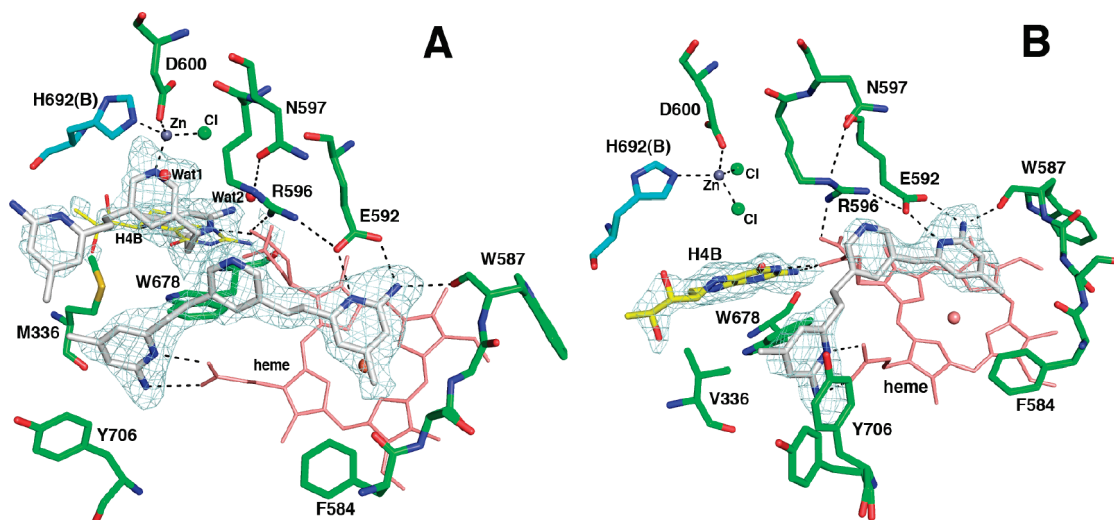 A
D600
H692(B)
Zn
Cl
N597
Wat1
Wat2
R596
E592
H4B
W678
W587
M336
heme
Y706
F584
B
N597
D600
H692(B)
Cl
Zn
Cl
E592
W587
R596
H4B
W678
V336
heme
Y706
F584